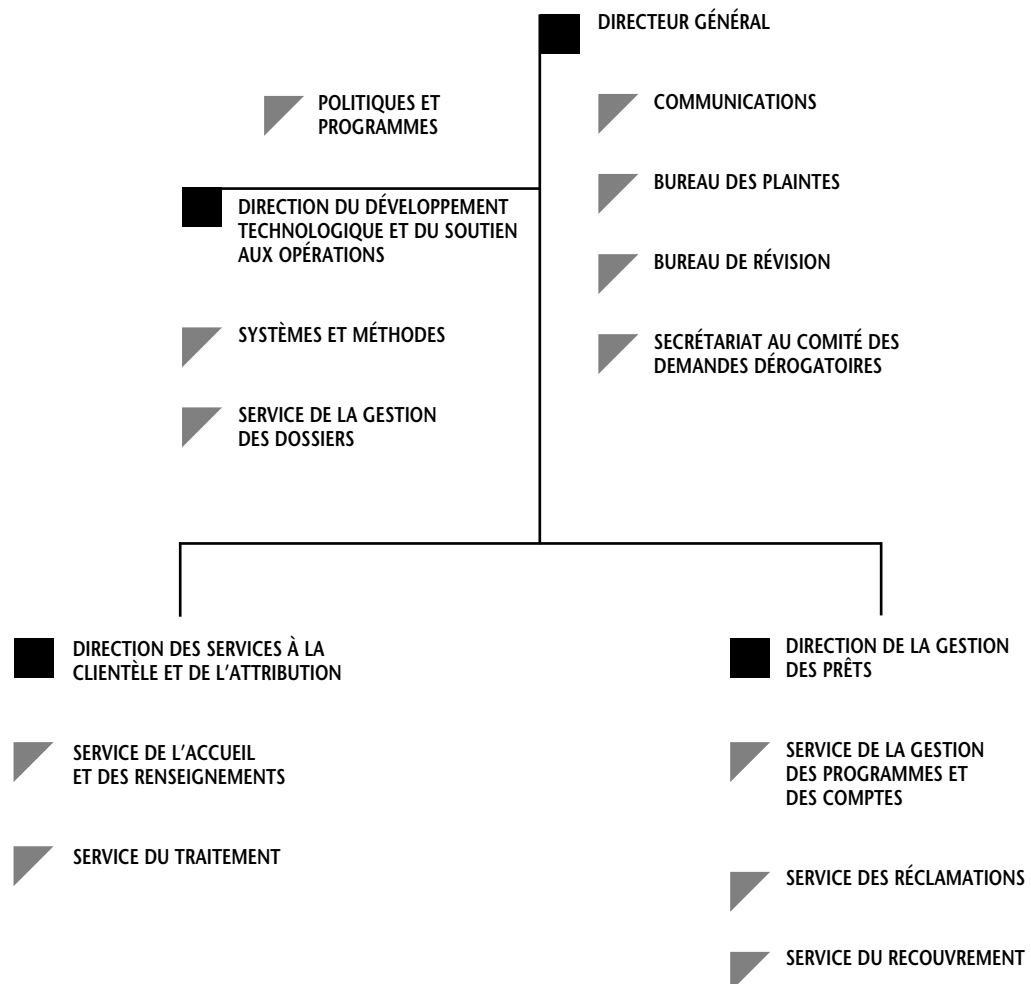 DIRECTEUR GÉNÉRAL
POLITIQUES ET
PROGRAMMES
COMMUNICATIONS
BUREAU DES PLAINTES
BUREAU DE RÉVISION
SECRÉTARIAT AU COMITÉ DES
DEMANDES DÉROGATOIRES
DIRECTION DU DÉVELOPPEMENT
TECHNOLOGIQUE ET DU SOUTIEN
AUX OPÉRATIONS
SYSTÈMES ET MÉTHODES
SERVICE DE LA GESTION
DES DOSSIERS
DIRECTION DES SERVICES À LA
CLIENTÈLE ET DE L'ATTRIBUTION
SERVICE DE L'ACCUEIL
ET DES RENSEIGNEMENTS
SERVICE DU TRAITEMENT
DIRECTION DE LA GESTION
DES PRÊTS
SERVICE DE LA GESTION
DES PROGRAMMES ET
DES COMPTES
SERVICE DES RÉCLAMATIONS
SERVICE DU RECOUVREMENT